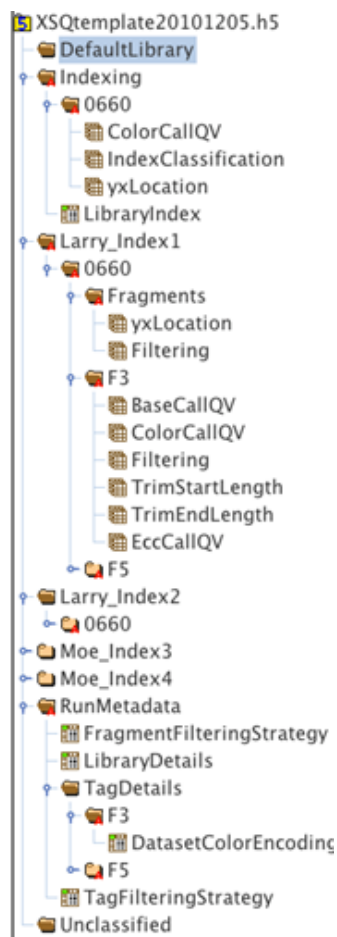 XSQtemplate20101205.h5
DefaultLibrary
Indexing
0660
ColorCallQV
IndexClassification
yxLocation
LibraryIndex
Larry_Index1
0660
Fragments
yxLocation
Filtering
F3
BaseCallQV
ColorCallQV
Filtering
TrimStartLength
TrimEndLength
EccCallQV
F5
Larry_Index2
0660
Moe_Index3
Moe_Index4
RunMetadata
FragmentFilteringStrategy
LibraryDetails
TagDetails
F3
DatasetColorEncoding
F5
TagFilteringStrategy
Unclassified